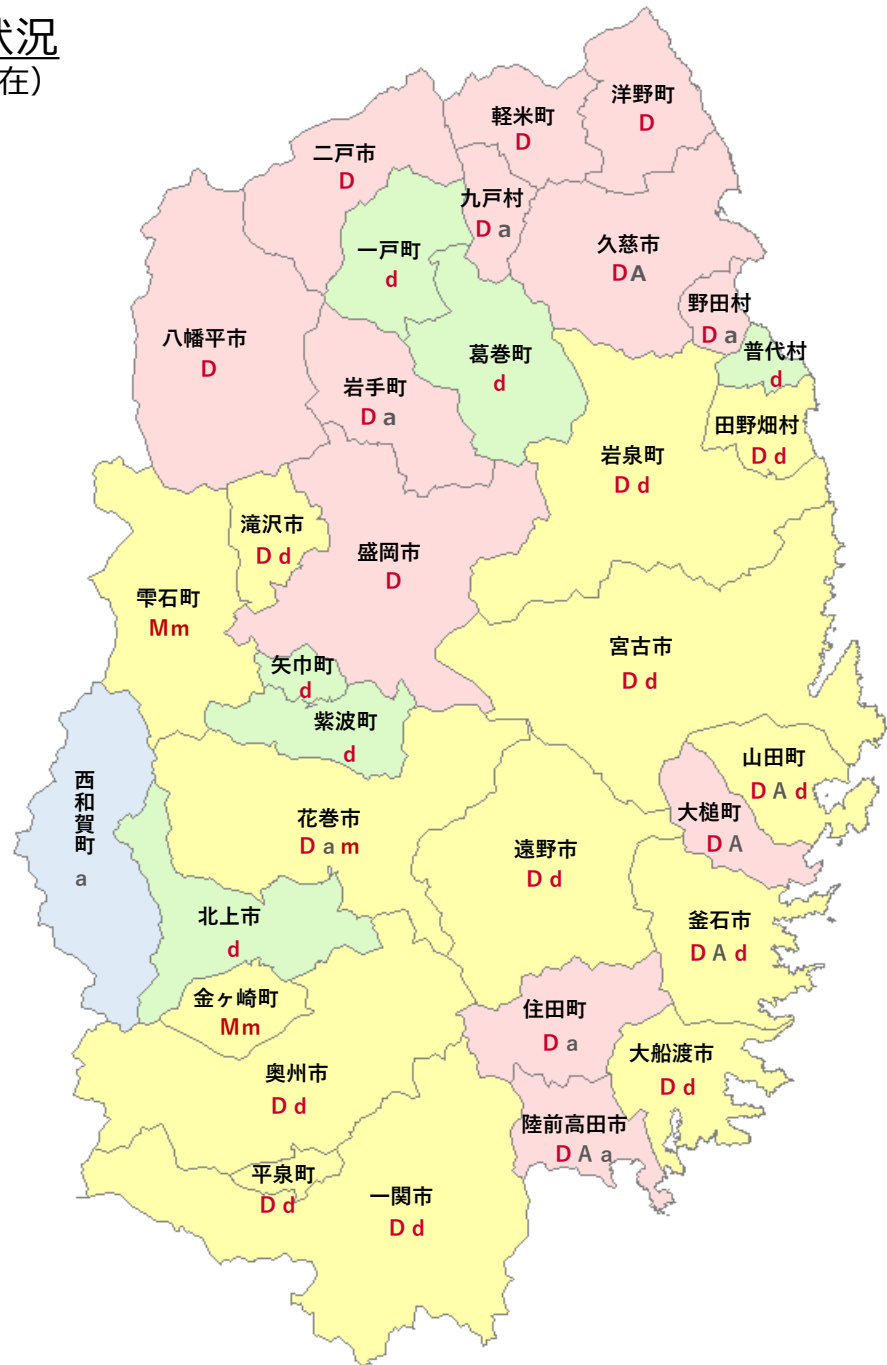 状況
在）
洋野町
D
軽米町
D
二戸市
D
九戸村
D a
久慈市
D A
一戸町
d
野田村
D a
八幡平市
D
葛巻町
d
普代村
d
岩手町
D a
田野畑村
D d
岩泉町
D d
滝沢市
D d
盛岡市
D
雫石町
Mm
宮古市
D d
矢巾町
d
紫波町
d
山田町
D A d
西和賀町
a
大槌町
D A
花巻市
D a m
遠野市
D d
北上市
d
釜石市
D A d
金ヶ崎町
Mm
住田町
D a
大船渡市
D d
奥州市
D d
陸前高田市
D A a
平泉町
D d
一関市
D d